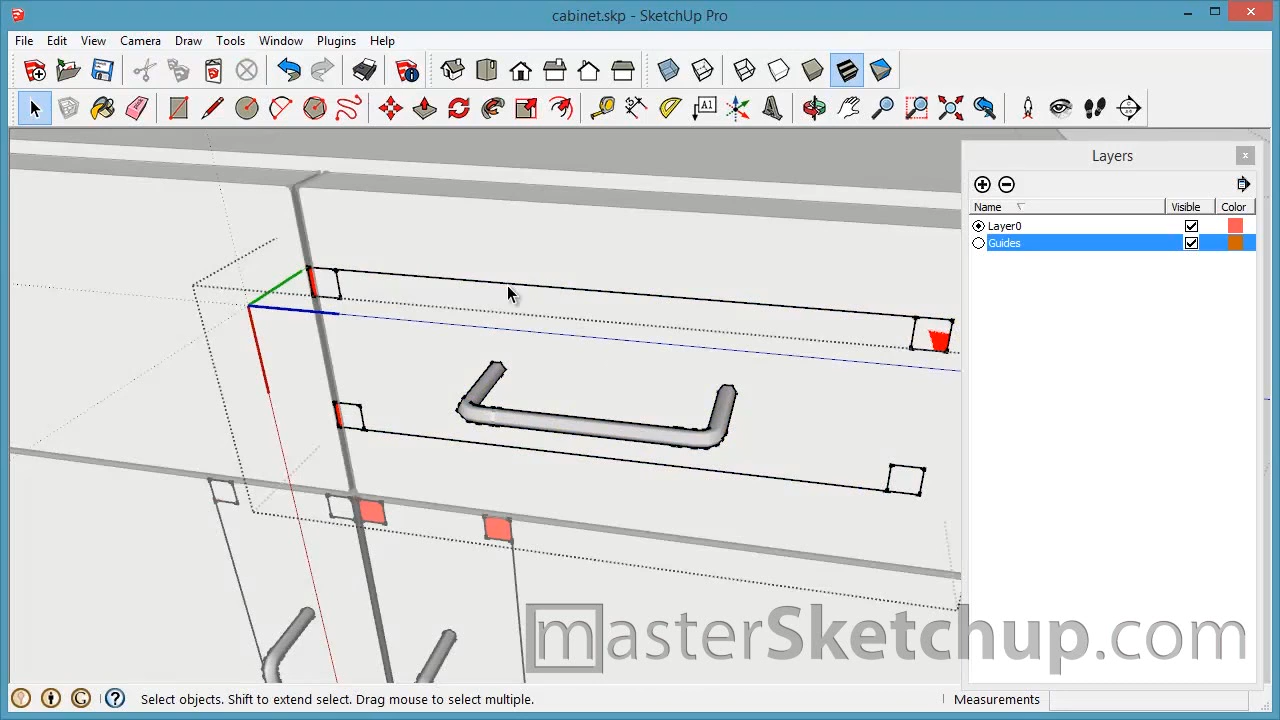 cabinet.skp - SketchUp Pro
File Edit View Camera Draw Tools Window Plugins Help
A1
Layers
Name Visible Color
Layer0
Guides
masterSketchup.com
Select objects. Shift to extend select. Drag mouse to select multiple.
Measurements